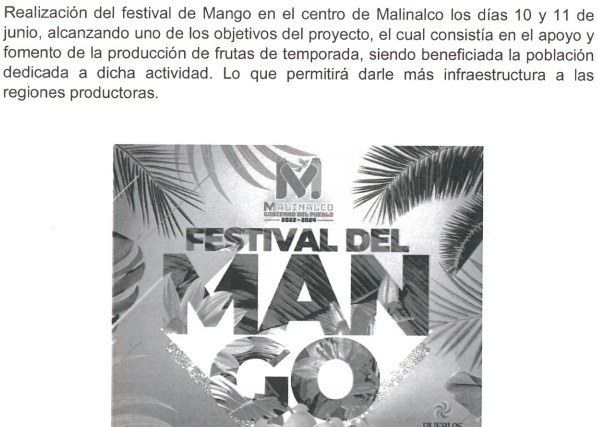 Realización del festival de Mango en el centro de Malinalco los días 10 y 11 de
junio, alcanzando uno de los objetivos del proyecto, el cual consistía en el apoyo y
fomento de la producción de frutas de temporada, siendo beneficiada la población
dedicada a dicha actividad. Lo que permitirá darle más infraestructura a las
regiones productoras.
MALINALCO
GOBIERNO DEL PUEBLO
2022 - 2024
FESTIVAL DEL
MAN
GO
PUEBLOS